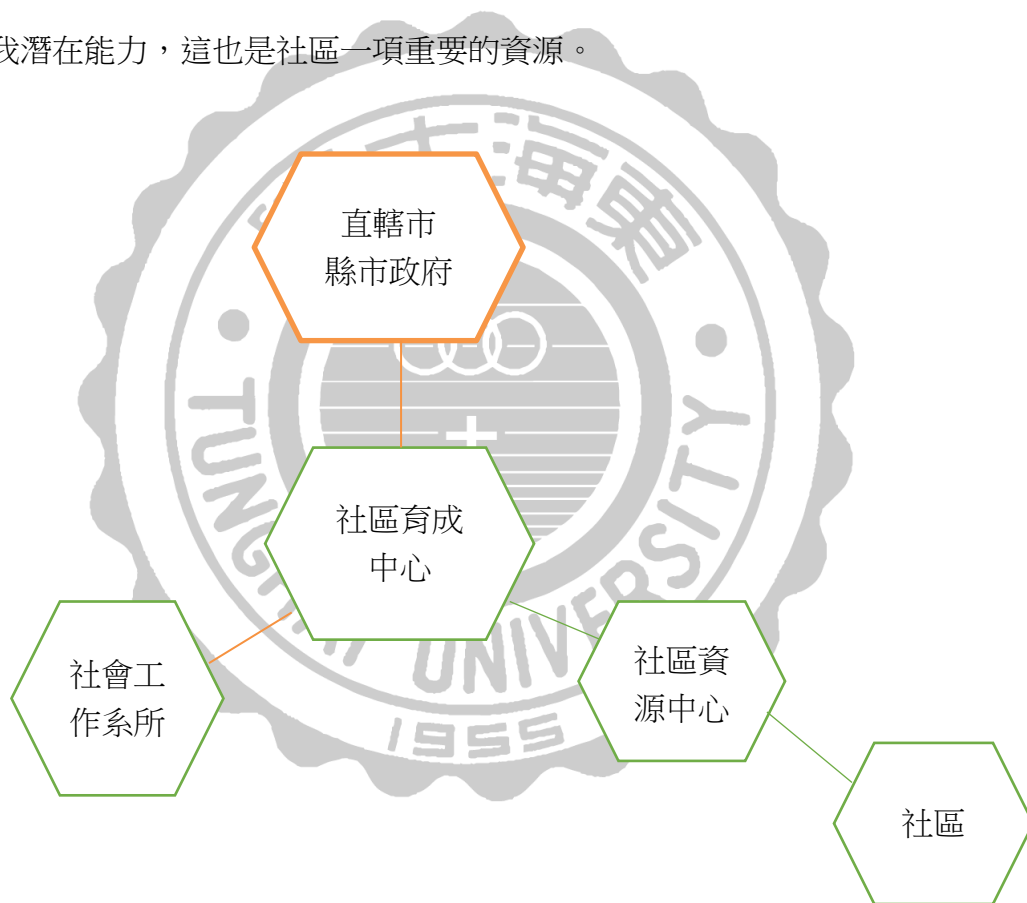 我潛在能力，這也是社區一項重要的資源。
直轄市
縣市政府
社區育成
中心
社會工
作系所
社區資
源中心
社區
海東
TUNGHAI UNIVERSITY
1955